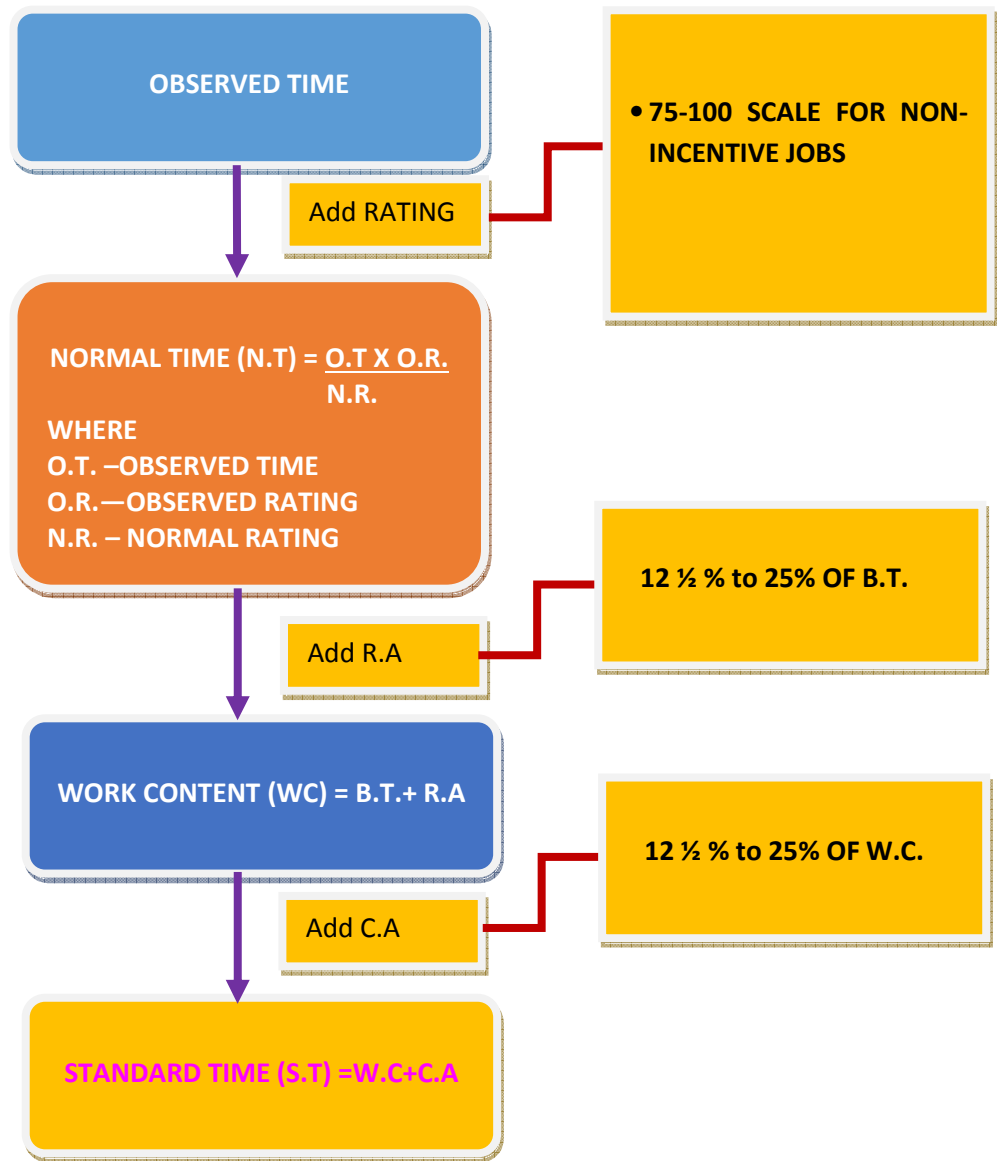 OBSERVED TIME
• 75-100 SCALE FOR NON-
INCENTIVE JOBS
Add RATING
NORMAL TIME (N.T) = O.T X O.R.
N.R.
WHERE
O.T. –OBSERVED TIME
O.R.—OBSERVED RATING
N.R. – NORMAL RATING
12 ½ % to 25% OF B.T.
Add R.A
WORK CONTENT (WC) = B.T.+ R.A
12 ½ % to 25% OF W.C.
Add C.A
STANDARD TIME (S.T) =W.C+C.A